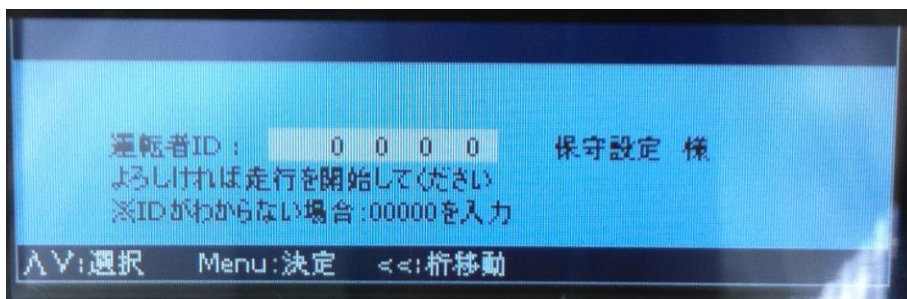 運転者ID: 0 0 0 0 保守設定 様
よろしければ走行を開始してください
※IDがわからない場合:00000を入力
∧∨:選択 Menu:決定 <<:桁移動